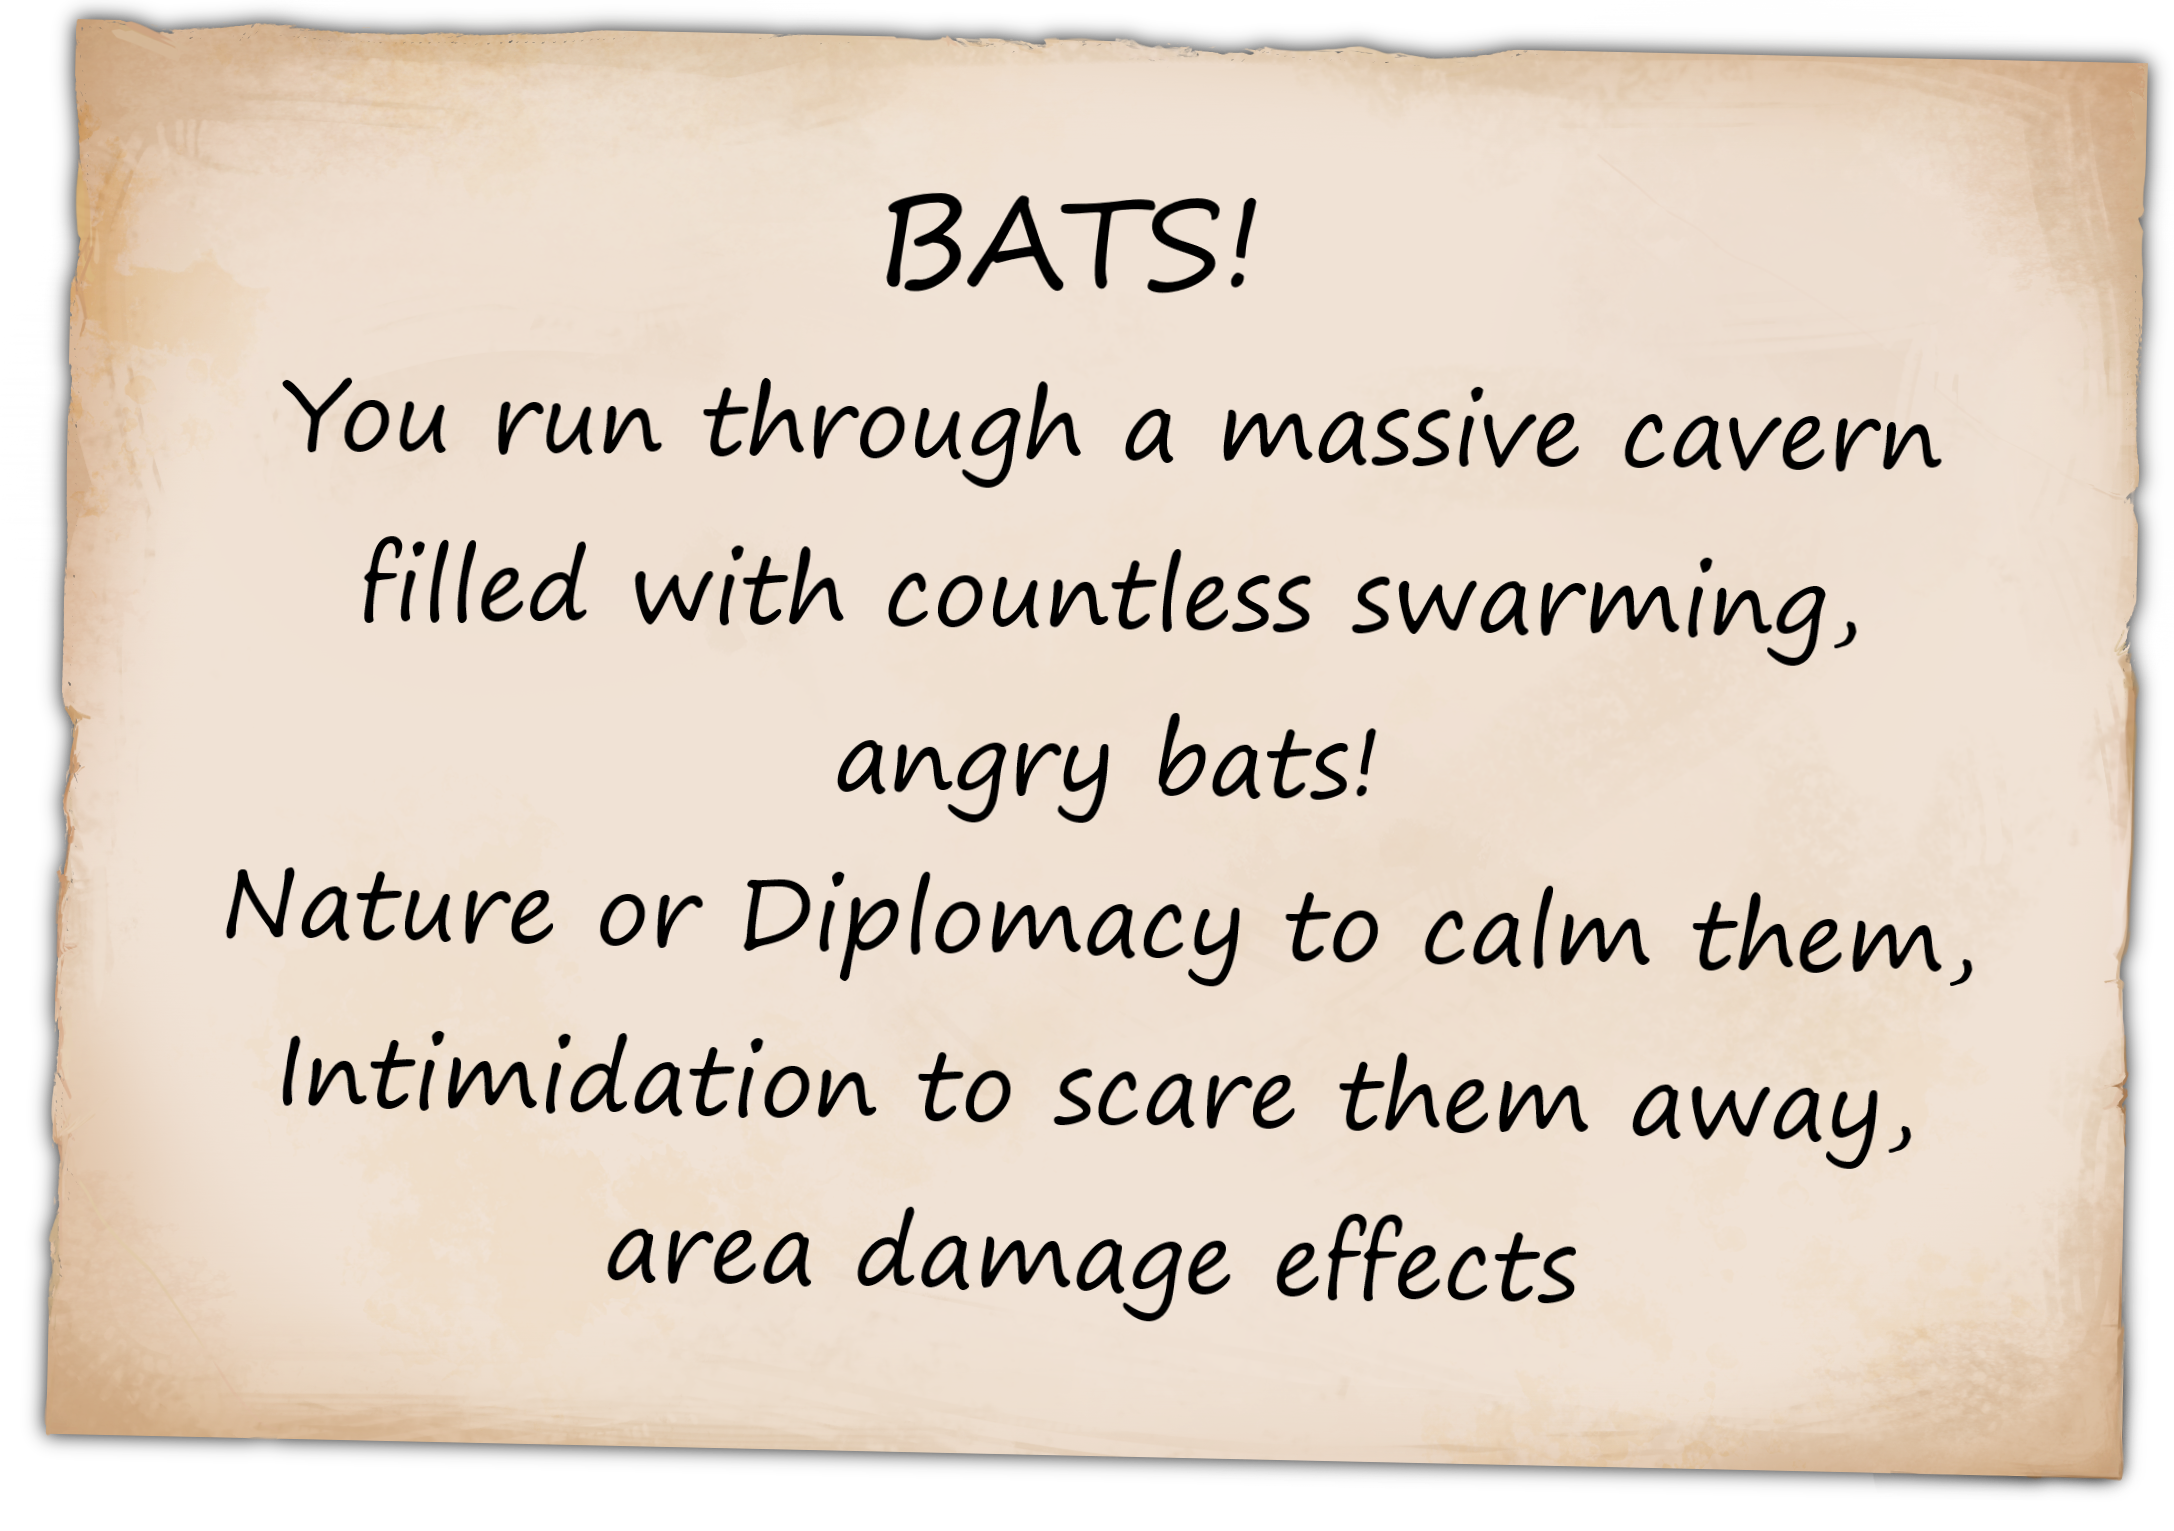 BATS!
You run through a massive cavern
filled with countless swarming,
angry bats!
Nature or Diplomacy to calm them,
Intimidation to scare them away,
area damage effects